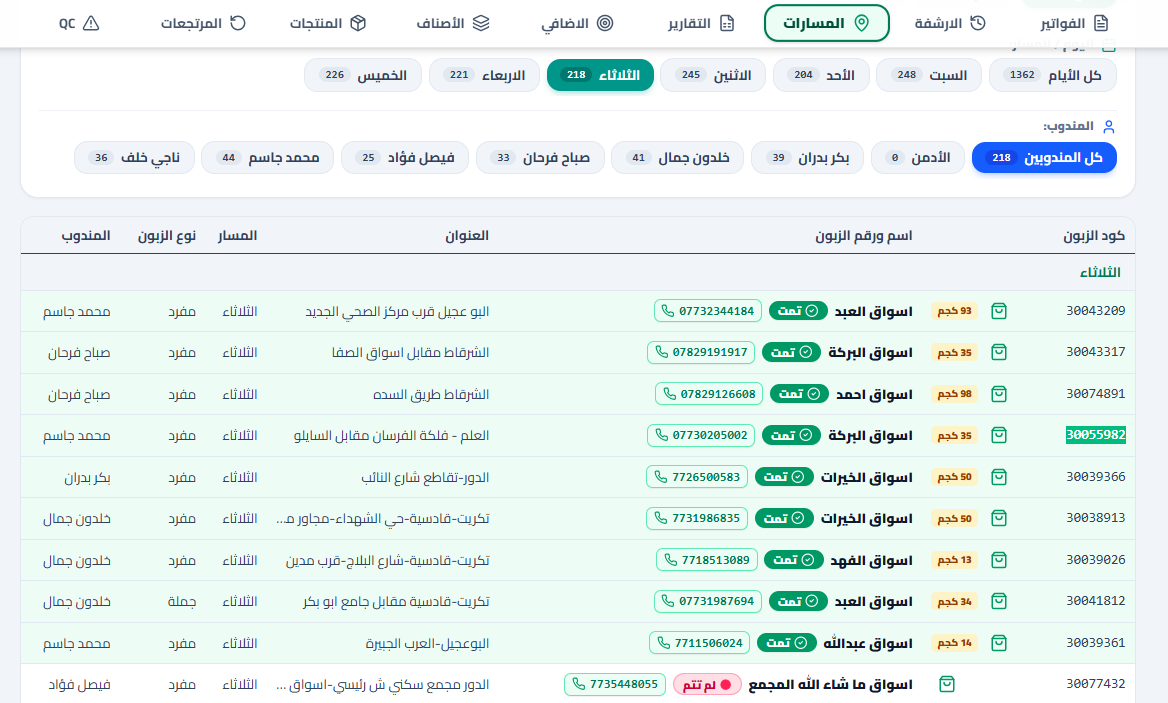 الفواتير الارشفة المسارات التقارير الاضافي الأصناف المنتجات المرتجعات QC
كل الأيام 1362 السبت 248 الأحد 204 الاثنين 245 الثلاثاء 218 الاربعاء 221 الخميس 226
المندوب:
كل المندوبين 218 الأدمن 0 بكر بدران 39 خلدون جمال 41 صباح فرحان 33 فيصل فؤاد 25 محمد جاسم 44 ناجي خلف 36
كود الزبون اسم ورقم الزبون العنوان المسار نوع الزبون المندوب
الثلاثاء
30043209 93 كجم اسواق العبد تمت 07732344184 البو عجيل قرب مركز الصحي الجديد الثلاثاء مفرد محمد جاسم
30043317 35 كجم اسواق البركة تمت 07829191917 الشرقاط مقابل اسواق الصفا الثلاثاء مفرد صباح فرحان
30074891 98 كجم اسواق احمد تمت 07829126608 الشرقاط طريق السده الثلاثاء مفرد صباح فرحان
30055982 35 كجم اسواق البركة تمت 07730205002 العلم - فلكة الفرسان مقابل السايلو الثلاثاء مفرد محمد جاسم
30039366 50 كجم اسواق الخيرات تمت 7726500583 الدور-تقاطع شارع النائب الثلاثاء مفرد بكر بدران
30038913 50 كجم اسواق الخيرات تمت 7731986835 تكريت-قادسية-حي الشهداء-مجاور م... الثلاثاء مفرد خلدون جمال
30039026 13 كجم اسواق الفهد تمت 7718513089 تكريت-قادسية-شارع البلاج-قرب مدين الثلاثاء مفرد خلدون جمال
30041812 34 كجم اسواق العبد تمت 07731987694 تكريت-قادسية مقابل جامع ابو بكر الثلاثاء جملة خلدون جمال
30039361 14 كجم اسواق عبدالله تمت 7711506024 البوعجيل-العرب الجبيرة الثلاثاء مفرد محمد جاسم
30077432 اسواق ما شاء الله المجمع لم تتم 7735448055 الدور مجمع سكني ش رئيسي-اسواق ... الثلاثاء مفرد فيصل فؤاد